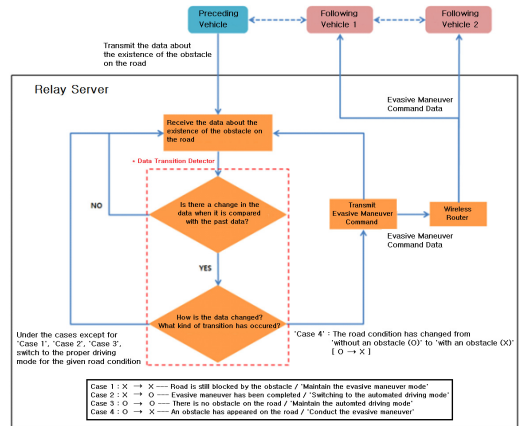 Preceding
Vehicle
Following
Vehicle 1
Following
Vehicle 2
Transmit the data about
the existence of the obstacle
on the road
Relay Server
Evasive Maneuver
Command Data
Receive the data about the
existence of the obstacle on
the road
* Data Transition Detector
NO
Is there a change in the
data when it is compared
with the past data?
Transmit
Evasive Maneuver
Command
Wireless
Router
Evasive Maneuver
Command Data
YES
How is the data changed?
What kind of transition has occured?
Under the cases except for
'Case 1', 'Case 2', 'Case 3',
switch to the proper driving
mode for the given road condition
'Case 4' : The road condition has changed from
'without an obstacle (O)' to 'with an obstacle (X)'
[ O → X ]
Case 1 : X → X --- Road is still blocked by the obstacle / 'Maintain the evasive maneuver mode'
Case 2 : X → O --- Evasive maneuver has been completed / 'Switching to the automated driving mode'
Case 3 : O → O --- There is no obstacle on the road / 'Maintain the automted driving mode'
Case 4 : O → X --- An obstacle has appeared on the road / 'Conduct the evasive maneuver'